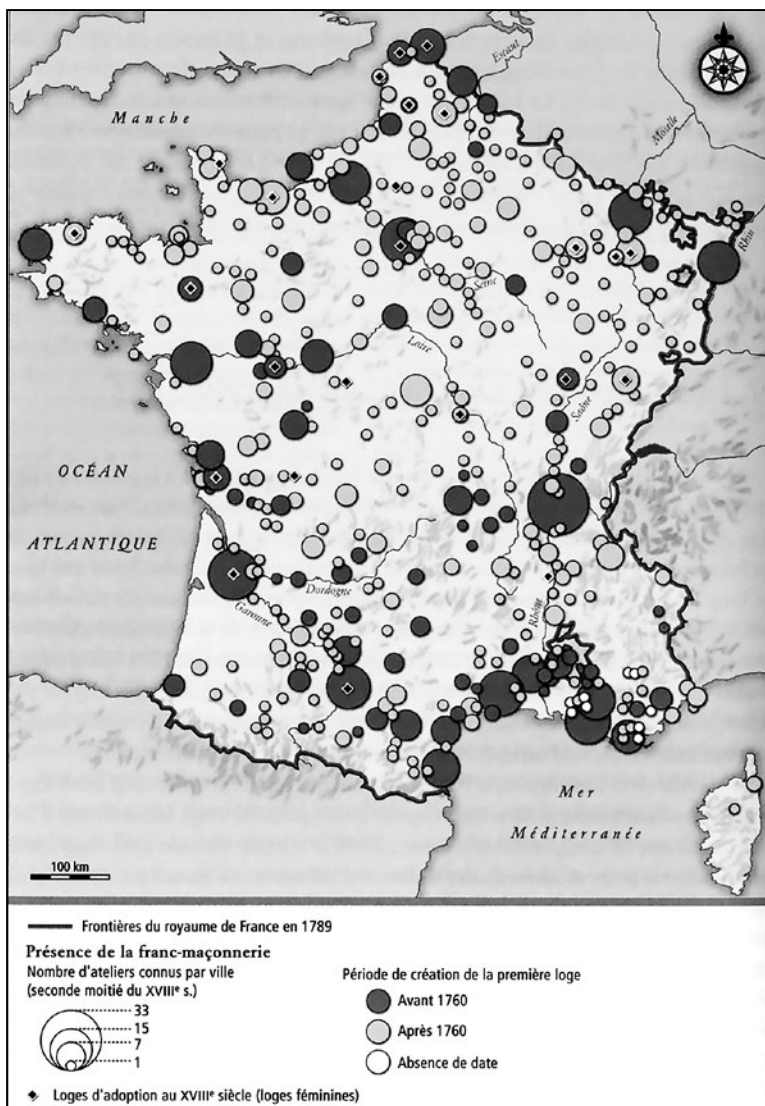 Escaut
Manche
Moselle
Rhin
Seine
Loire
Saône
OCÉAN
ATLANTIQUE
Dordogne
Garonne
Rhône
Mer
Méditerranée
100 km
Frontières du royaume de France en 1789
Présence de la franc-maçonnerie
Nombre d'ateliers connus par ville
(seconde moitié du XVIIIe s.)
33
15
7
1
Période de création de la première loge
Avant 1760
Après 1760
Absence de date
Loges d'adoption au XVIIIe siècle (loges féminines)